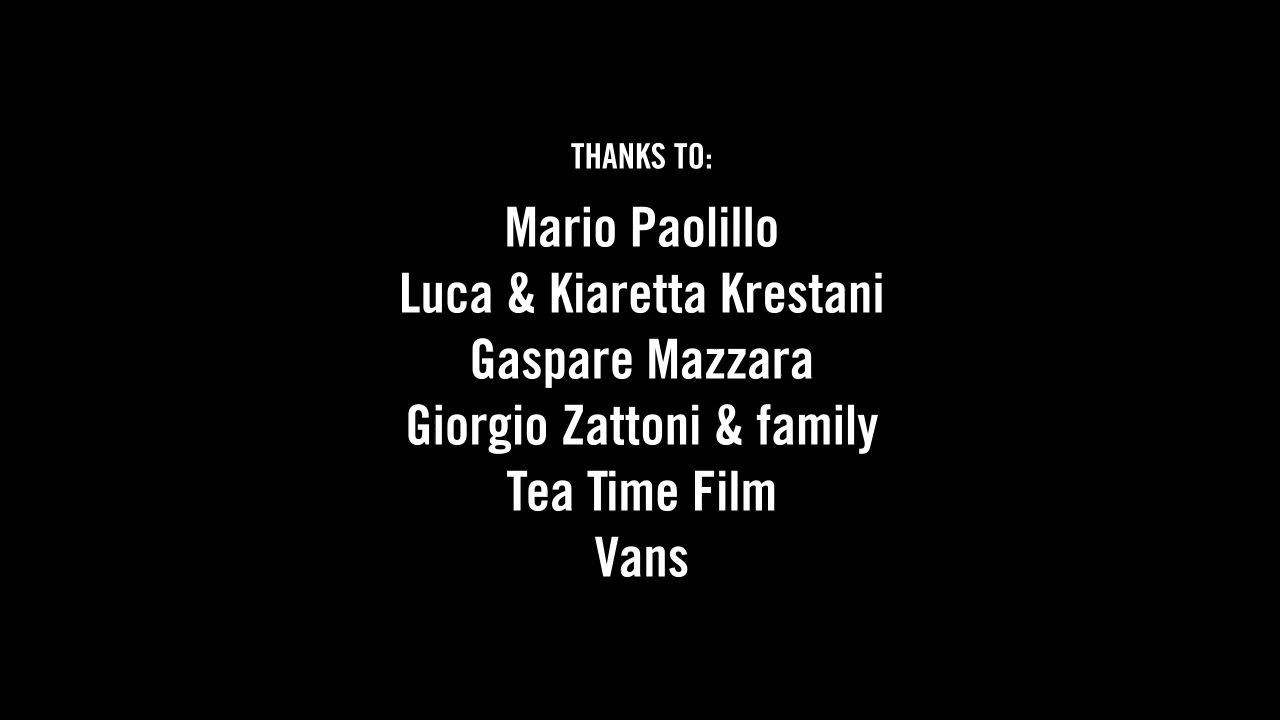 THANKS TO:
Mario Paolillo
Luca & Kiaretta Krestani
Gaspare Mazzara
Giorgio Zattoni & family
Tea Time Film
Vans